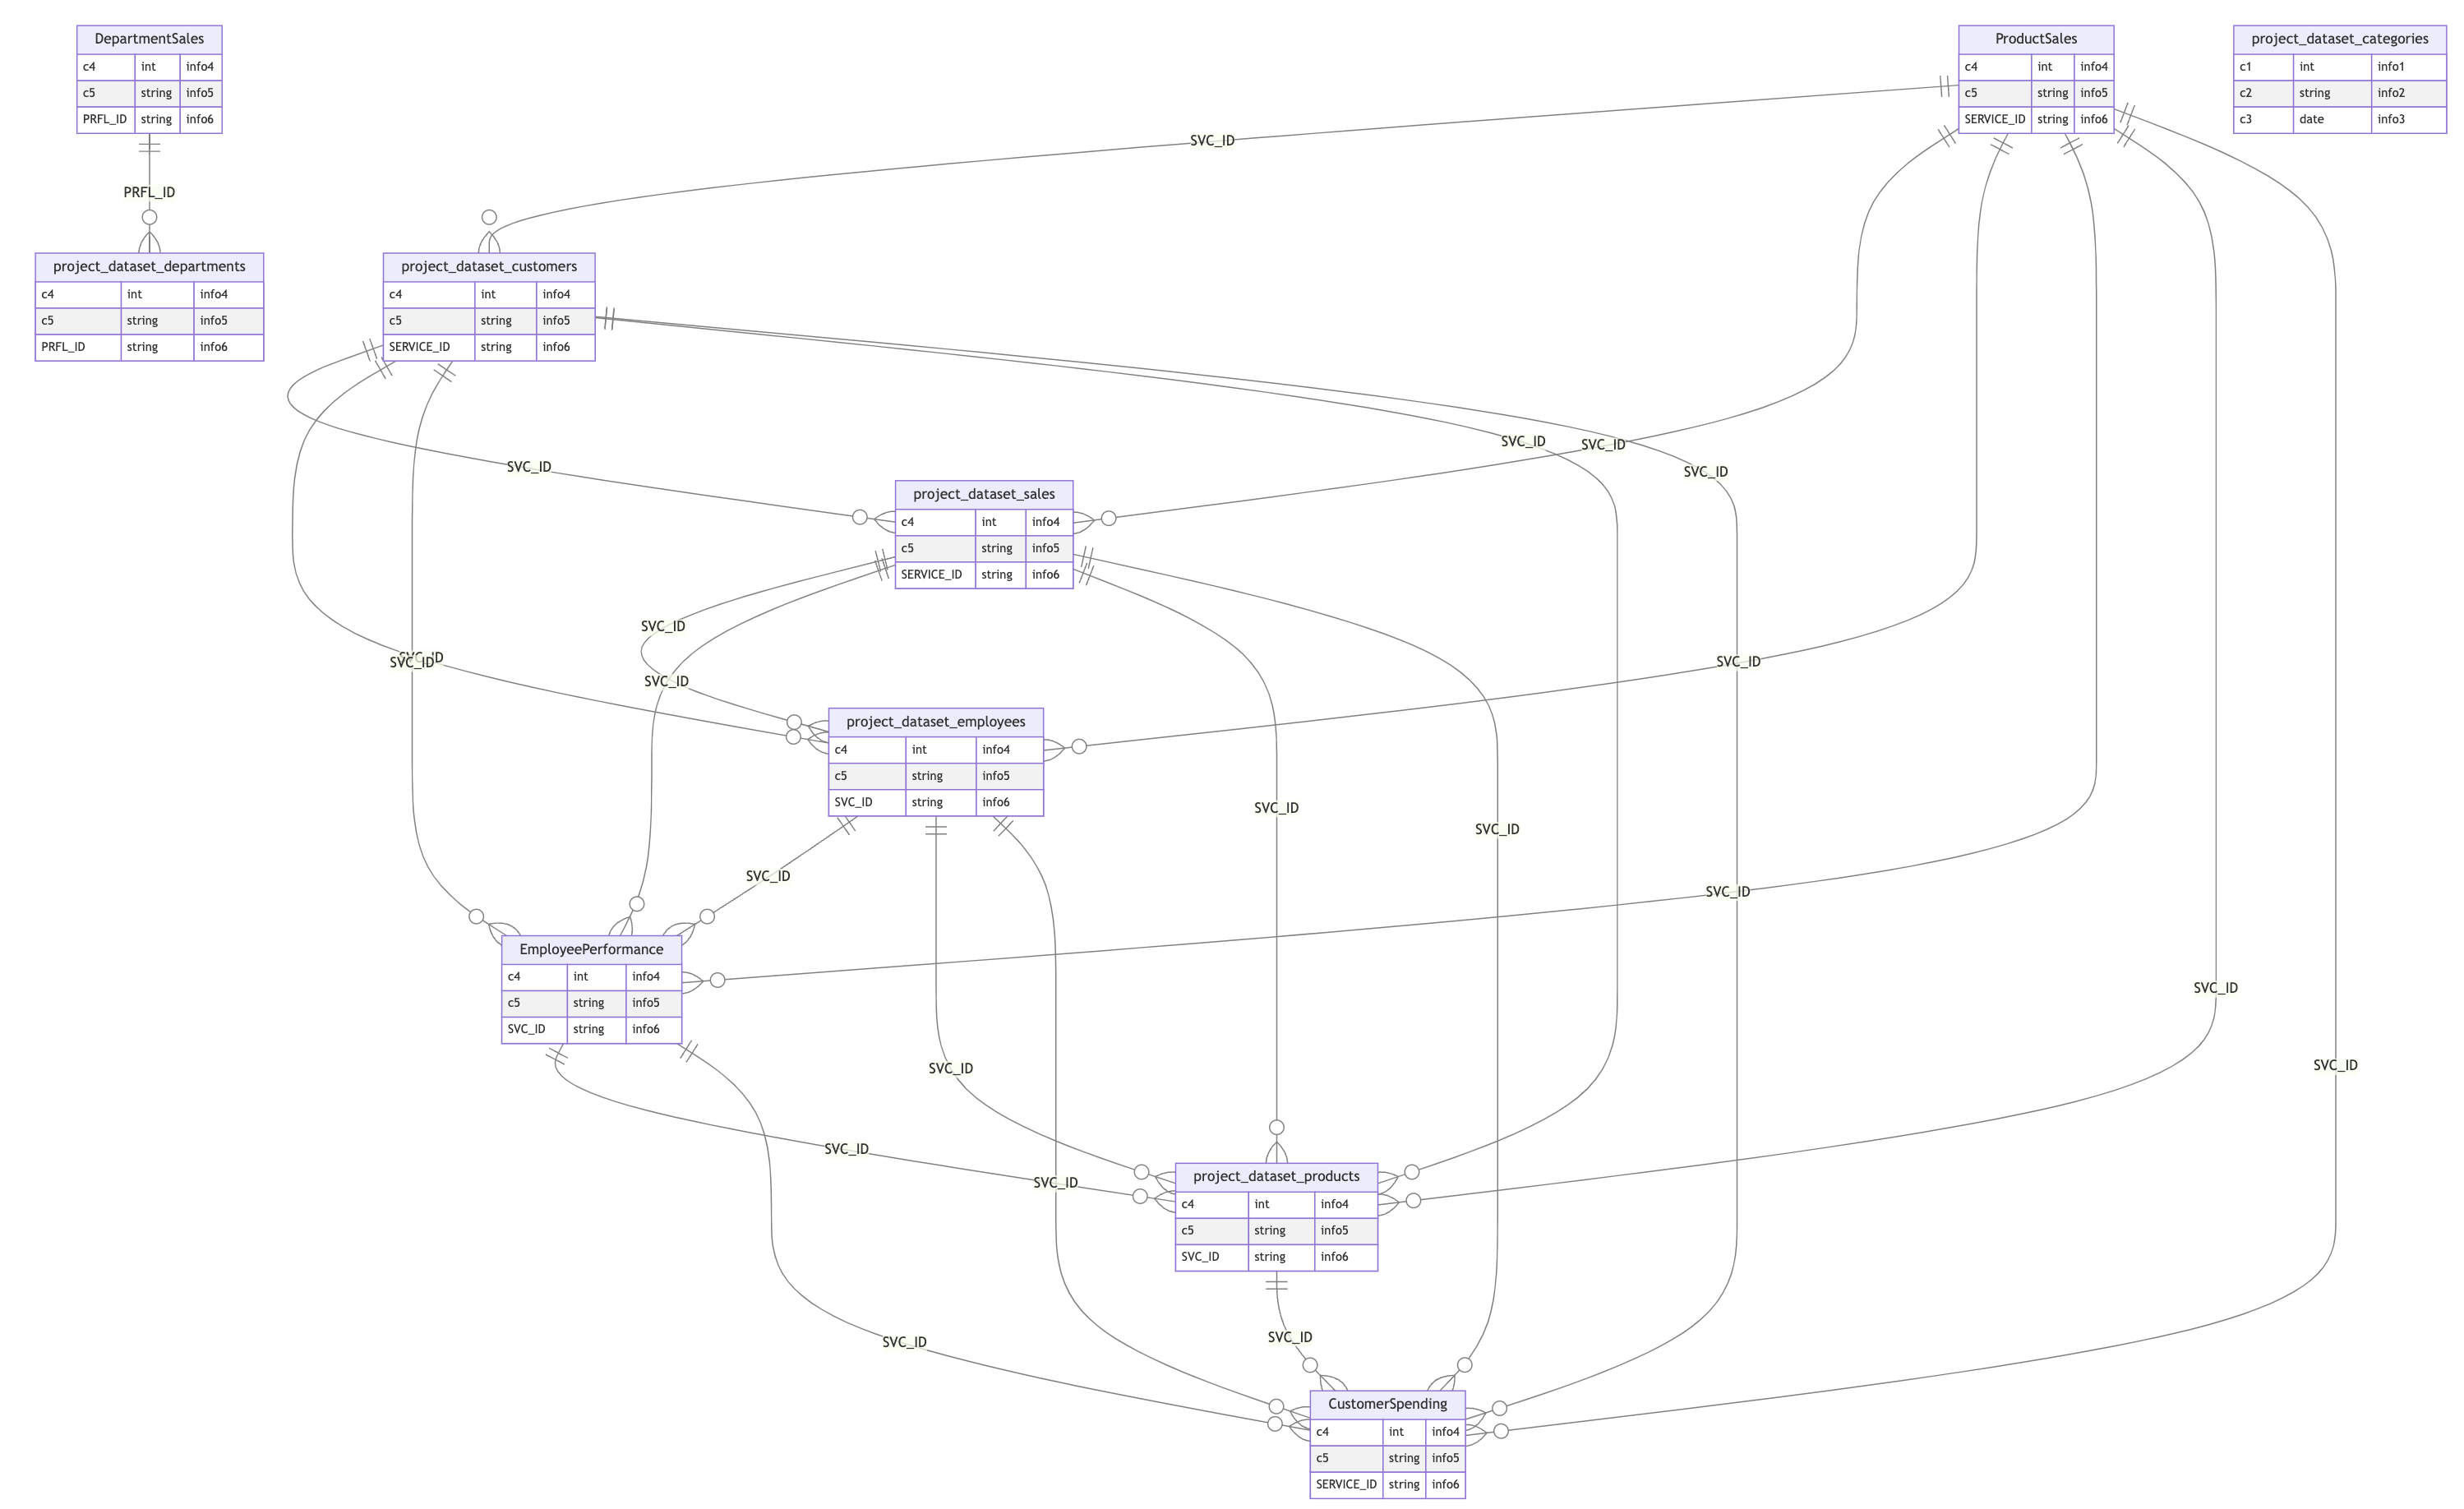 DepartmentSales
c4 int info4
c5 string info5
PRFL_ID string info6
ProductSales
c4 int info4
c5 string info5
SERVICE_ID string info6
project_dataset_categories
c1 int info1
c2 string info2
c3 date info3
SVC_ID
PRFL_ID
project_dataset_departments
c4 int info4
c5 string info5
PRFL_ID string info6
project_dataset_customers
c4 int info4
c5 string info5
SERVICE_ID string info6
SVC_ID
SVC_ID
SVC_ID
SVC_ID
project_dataset_sales
c4 int info4
c5 string info5
SERVICE_ID string info6
SVC_ID
SVC_ID
SVC_ID
SVC_ID
SVC_ID
project_dataset_employees
c4 int info4
c5 string info5
SVC_ID string info6
SVC_ID
SVC_ID
SVC_ID
SVC_ID
EmployeePerformance
c4 int info4
c5 string info5
SVC_ID string info6
SVC_ID
SVC_ID
SVC_ID
SVC_ID
project_dataset_products
c4 int info4
c5 string info5
SVC_ID string info6
SVC_ID
SVC_ID
SVC_ID
CustomerSpending
c4 int info4
c5 string info5
SERVICE_ID string info6